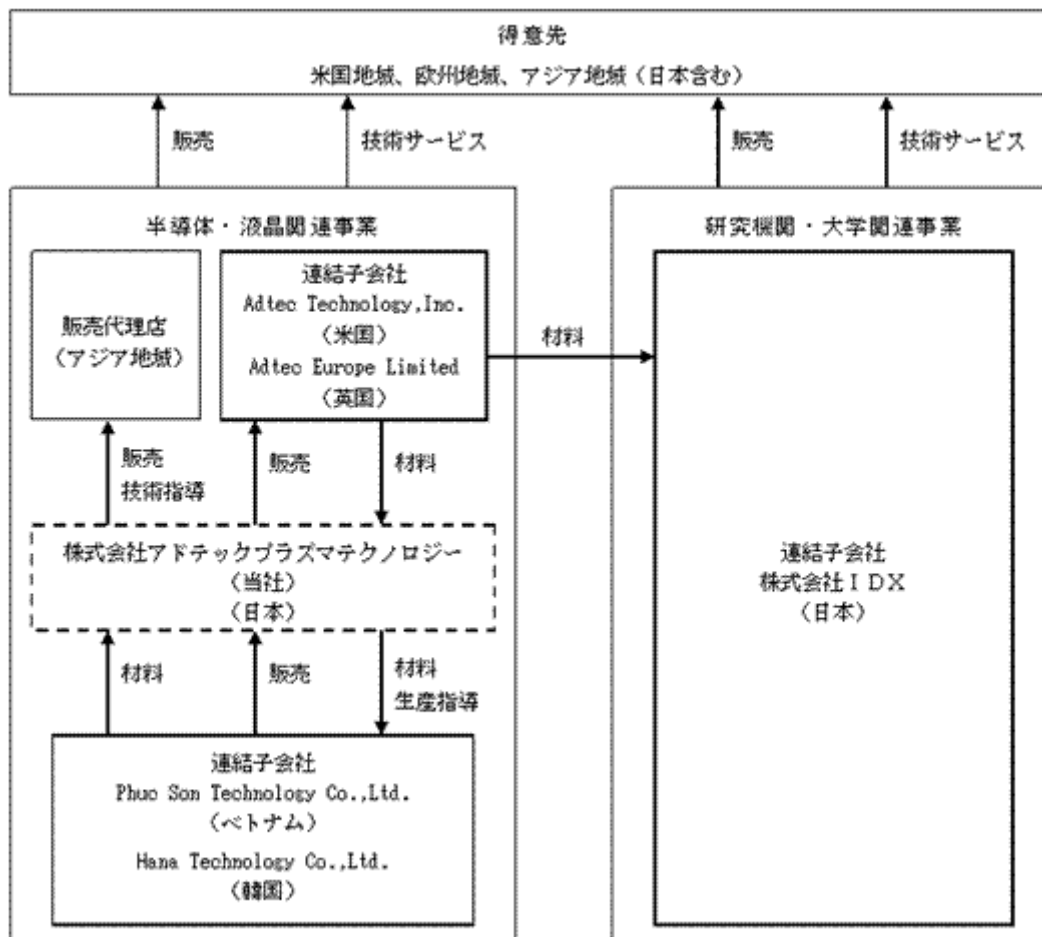 得意先
米国地域、欧州地域、アジア地域（日本含む）
販売
技術サービス
販売
技術サービス
半導体・液晶関連事業
研究機関・大学関連事業
販売代理店
（アジア地域）
連結子会社
Adtec Technology,Inc.
（米国）
Adtec Europe Limited
（英国）
材料
販売
技術指導
販売
材料
株式会社アドテックプラズマテクノロジー
（当社）
（日本）
連結子会社
株式会社ＩＤＸ
（日本）
材料
販売
材料
生産指導
連結子会社
Phuc Son Technology Co.,Ltd.
（ベトナム）
Hana Technology Co.,Ltd.
（韓国）